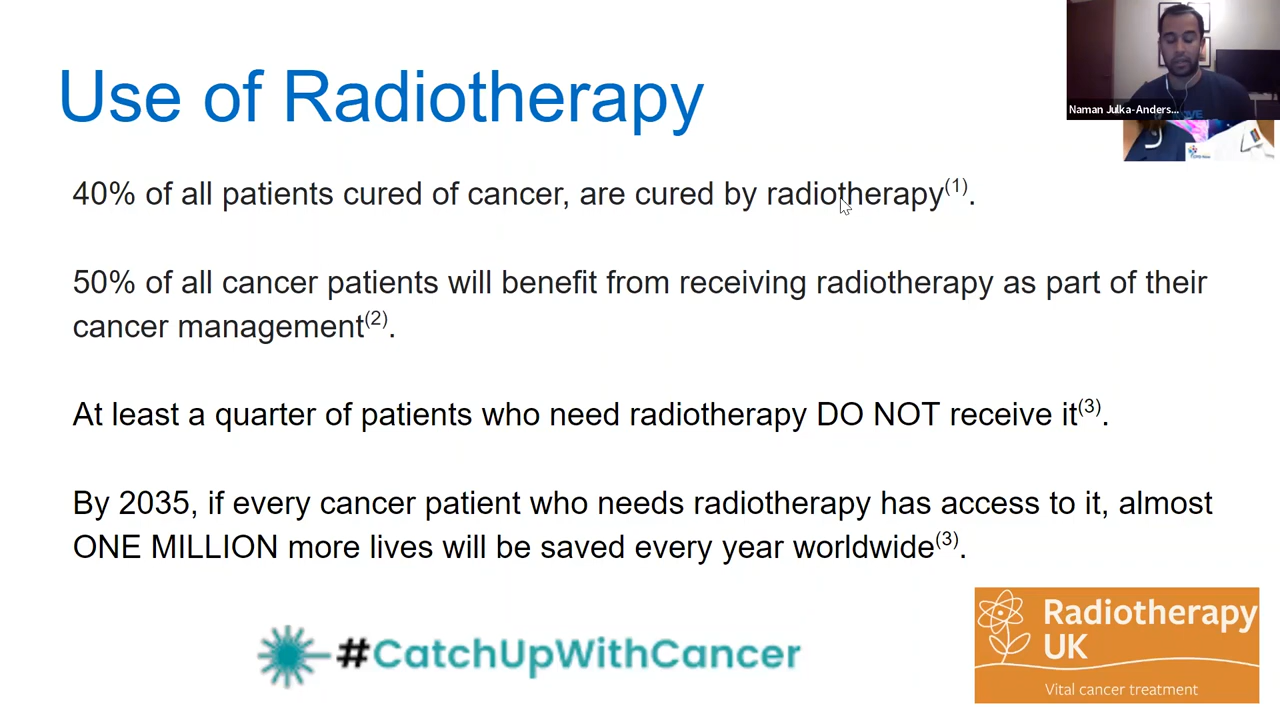 Use of Radiotherapy
Naman Julka-Anders...
40% of all patients cured of cancer, are cured by radiotherapy(1).
50% of all cancer patients will benefit from receiving radiotherapy as part of their
cancer management(2).
At least a quarter of patients who need radiotherapy DO NOT receive it(3).
By 2035, if every cancer patient who needs radiotherapy has access to it, almost
ONE MILLION more lives will be saved every year worldwide(3).
#CatchUpWithCancer
Radiotherapy
UK
Vital cancer treatment